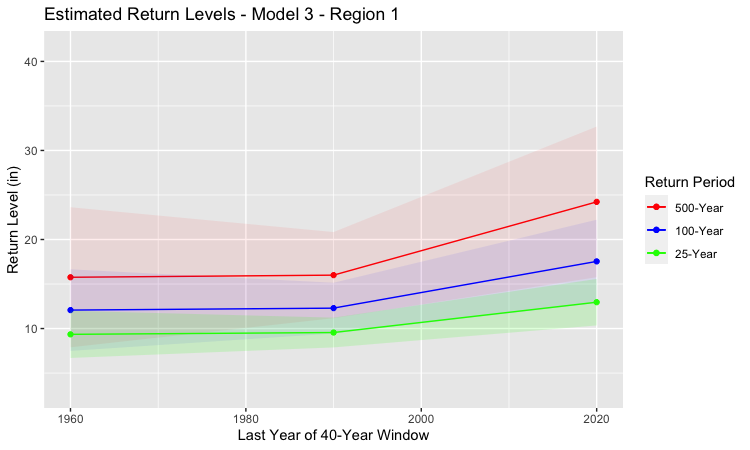 Estimated Return Levels - Model 3 - Region 1
40
30
20
10
Return Level (in)
1960
1980
2000
2020
Last Year of 40-Year Window
Return Period
500-Year
100-Year
25-Year